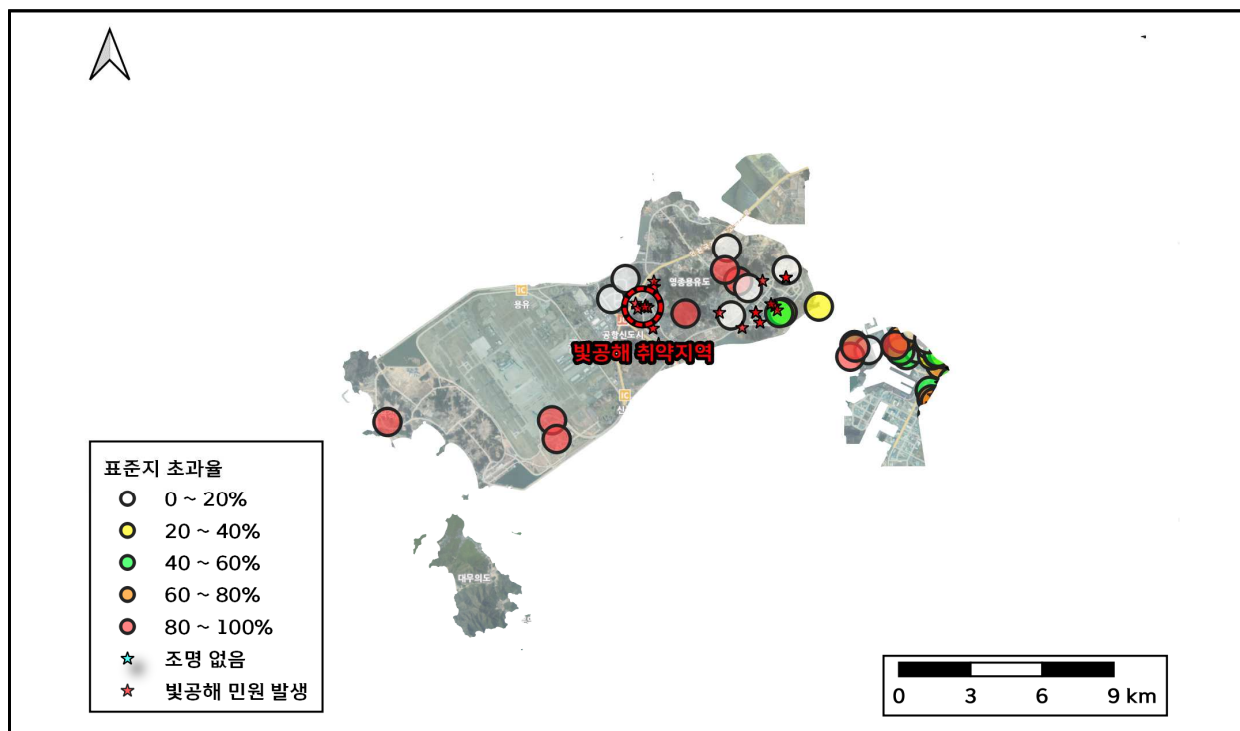 IC
용유
영종용유도
공항신도시
빛공해 취약지역
IC
대무의도
표준지 초과율
0 ~ 20%
20 ~ 40%
40 ~ 60%
60 ~ 80%
80 ~ 100%
조명 없음
빛공해 민원 발생
0 3 6 9 km